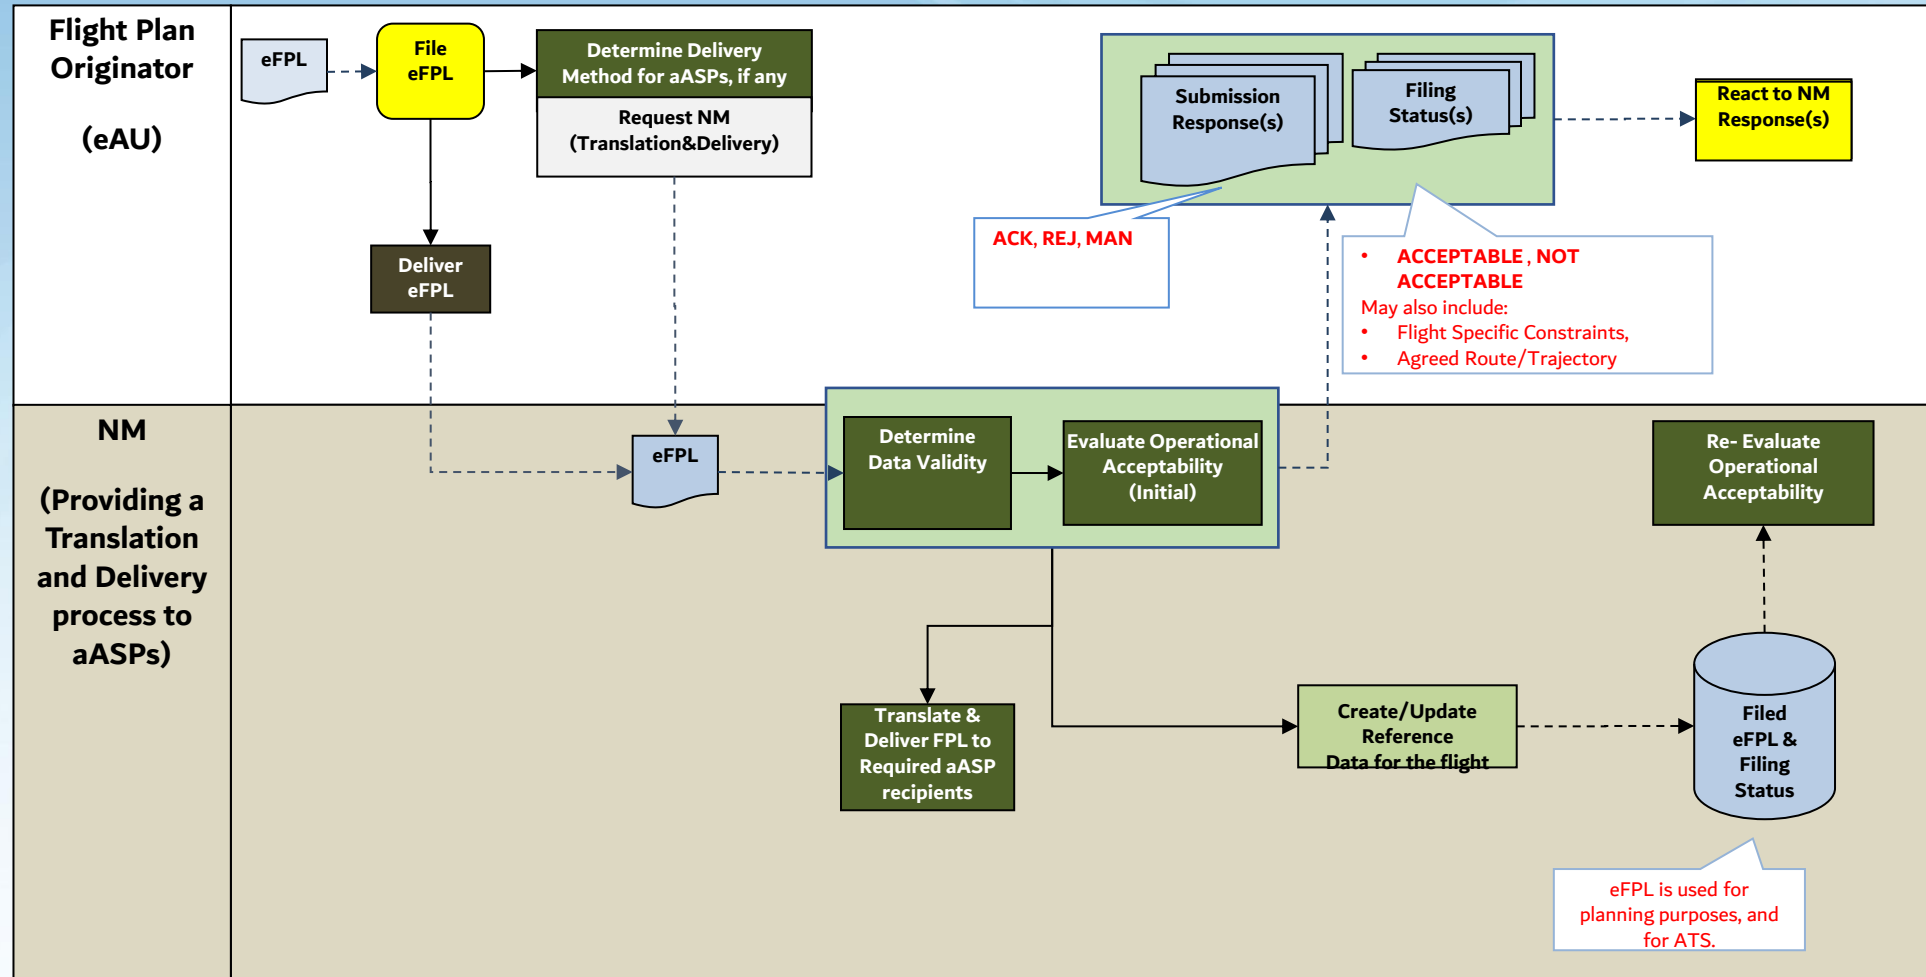 Flight Plan
Originator
(eAU)
eFPL
File
eFPL
Determine Delivery
Method for aASPs, if any
Request NM
(Translation&Delivery)
Deliver
eFPL
Submission
Response(s)
Filing
Status(s)
React to NM
Response(s)
ACK, REJ, MAN
• ACCEPTABLE , NOT
ACCEPTABLE
May also include:
• Flight Specific Constraints,
• Agreed Route/Trajectory
NM
(Providing a
Translation
and Delivery
process to
aASPs)
eFPL
Determine
Data Validity
Evaluate Operational
Acceptability
(Initial)
Re- Evaluate
Operational
Acceptability
Translate &
Deliver FPL to
Required aASP
recipients
Create/Update
Reference
Data for the flight
Filed
eFPL &
Filing
Status
eFPL is used for
planning purposes, and
for ATS.